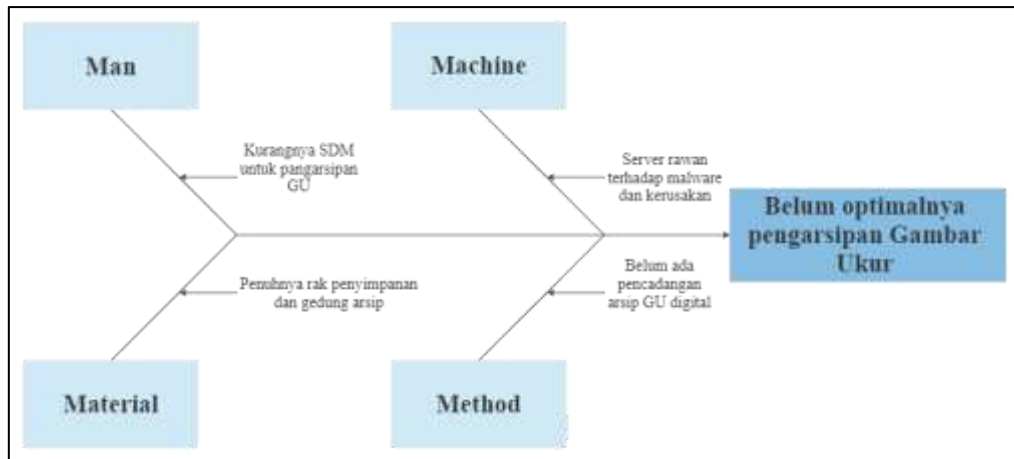 Man
Machine
Kurangnya SDM
untuk pangarsipan
GU
Server rawan
terhadap malware
dan kerusakan
Belum optimalnya
pengarsipan Gambar
Ukur
Penuhnya rak penyimpanan
dan gedung arsip
Belum ada
pencadangan
arsip GU digital
Material
Method